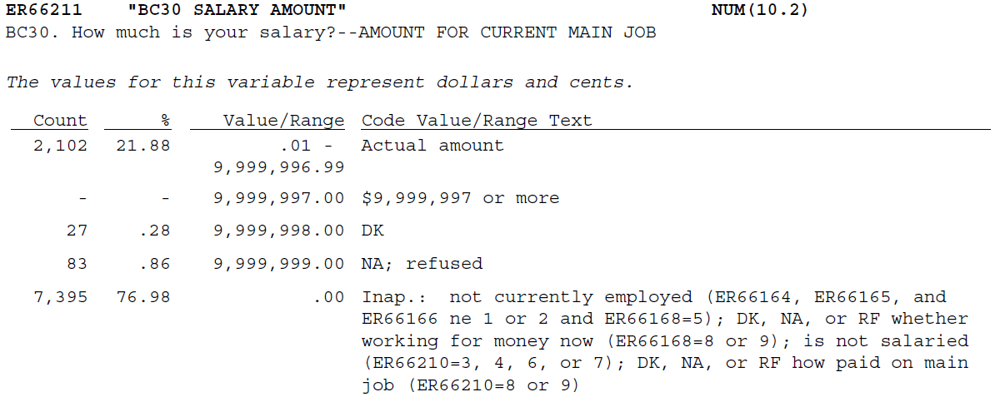 ER66211 "BC30 SALARY AMOUNT" NUM(10.2)
BC30. How much is your salary?--AMOUNT FOR CURRENT MAIN JOB
The values for this variable represent dollars and cents.
Count % Value/Range Code Value/Range Text
2,102 21.88 .01 - Actual amount
9,999,996.99
- - 9,999,997.00 $9,999,997 or more
27 .28 9,999,998.00 DK
83 .86 9,999,999.00 NA; refused
7,395 76.98 .00 Inap.: not currently employed (ER66164, ER66165, and
ER66166 ne 1 or 2 and ER66168=5); DK, NA, or RF whether
working for money now (ER66168=8 or 9); is not salaried
(ER66210=3, 4, 6, or 7); DK, NA, or RF how paid on main
job (ER66210=8 or 9)